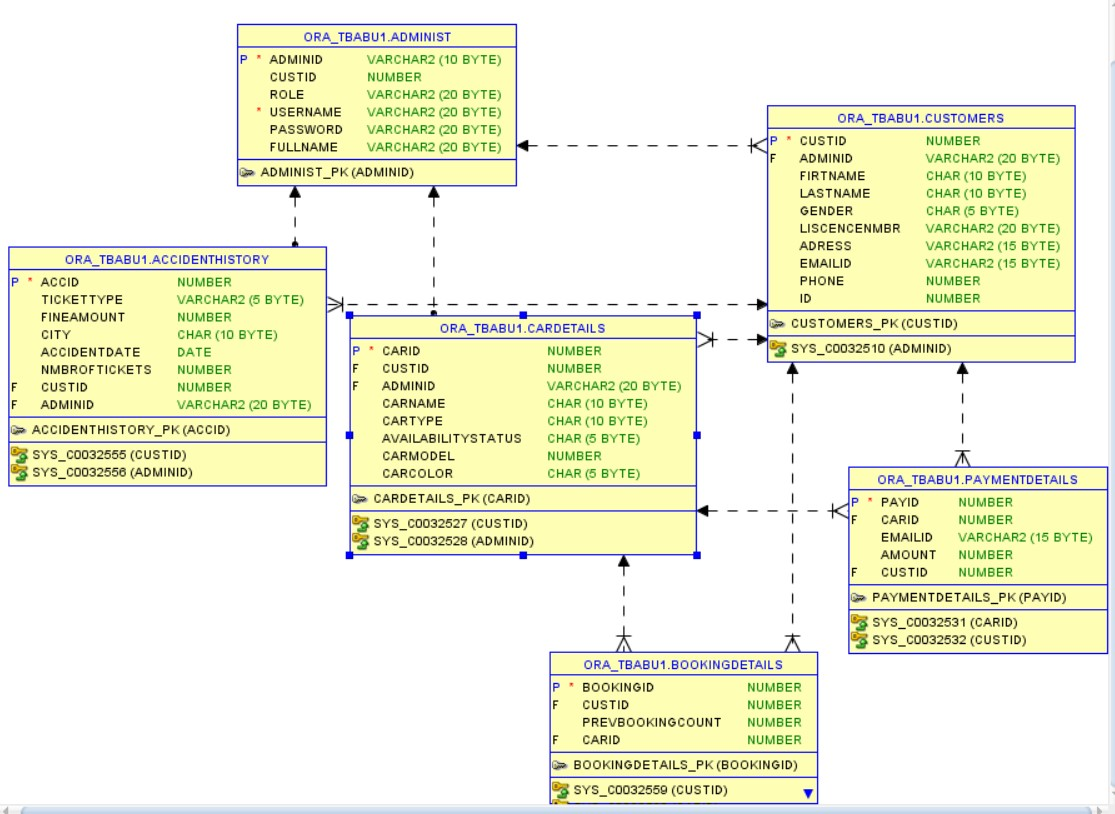 ORA_TBABU1.ADMINIST
P * ADMINID VARCHAR2 (10 BYTE)
CUSTID NUMBER
ROLE VARCHAR2 (20 BYTE)
* USERNAME VARCHAR2 (20 BYTE)
PASSWORD VARCHAR2 (20 BYTE)
FULLNAME VARCHAR2 (20 BYTE)
ADMINIST_PK (ADMINID)
ORA_TBABU1.CUSTOMERS
P * CUSTID NUMBER
F ADMINID VARCHAR2 (20 BYTE)
FIRTNAME CHAR (10 BYTE)
LASTNAME CHAR (10 BYTE)
GENDER CHAR (5 BYTE)
LISCENCENMBR VARCHAR2 (20 BYTE)
ADRESS VARCHAR2 (15 BYTE)
EMAILID VARCHAR2 (15 BYTE)
PHONE NUMBER
ID NUMBER
CUSTOMERS_PK (CUSTID)
SYS_C0032510 (ADMINID)
ORA_TBABU1.ACCIDENTHISTORY
P * ACCID NUMBER
TICKETTYPE VARCHAR2 (5 BYTE)
FINEAMOUNT NUMBER
CITY CHAR (10 BYTE)
ACCIDENTDATE DATE
NMBROFTICKETS NUMBER
F CUSTID NUMBER
F ADMINID VARCHAR2 (20 BYTE)
ACCIDENTHISTORY_PK (ACCID)
SYS_C0032555 (CUSTID)
SYS_C0032556 (ADMINID)
ORA_TBABU1.CARDETAILS
P * CARID NUMBER
F CUSTID NUMBER
F ADMINID VARCHAR2 (20 BYTE)
CARNAME CHAR (10 BYTE)
CARTYPE CHAR (10 BYTE)
AVAILABILITYSTATUS CHAR (5 BYTE)
CARMODEL NUMBER
CARCOLOR CHAR (5 BYTE)
CARDETAILS_PK (CARID)
SYS_C0032527 (CUSTID)
SYS_C0032528 (ADMINID)
ORA_TBABU1.PAYMENTDETAILS
P * PAYID NUMBER
F CARID NUMBER
EMAILID VARCHAR2 (15 BYTE)
AMOUNT NUMBER
F CUSTID NUMBER
PAYMENTDETAILS_PK (PAYID)
SYS_C0032531 (CARID)
SYS_C0032532 (CUSTID)
ORA_TBABU1.BOOKINGDETAILS
P * BOOKINGID NUMBER
F CUSTID NUMBER
PREVBOOKINGCOUNT NUMBER
F CARID NUMBER
BOOKINGDETAILS_PK (BOOKINGID)
SYS_C0032559 (CUSTID)